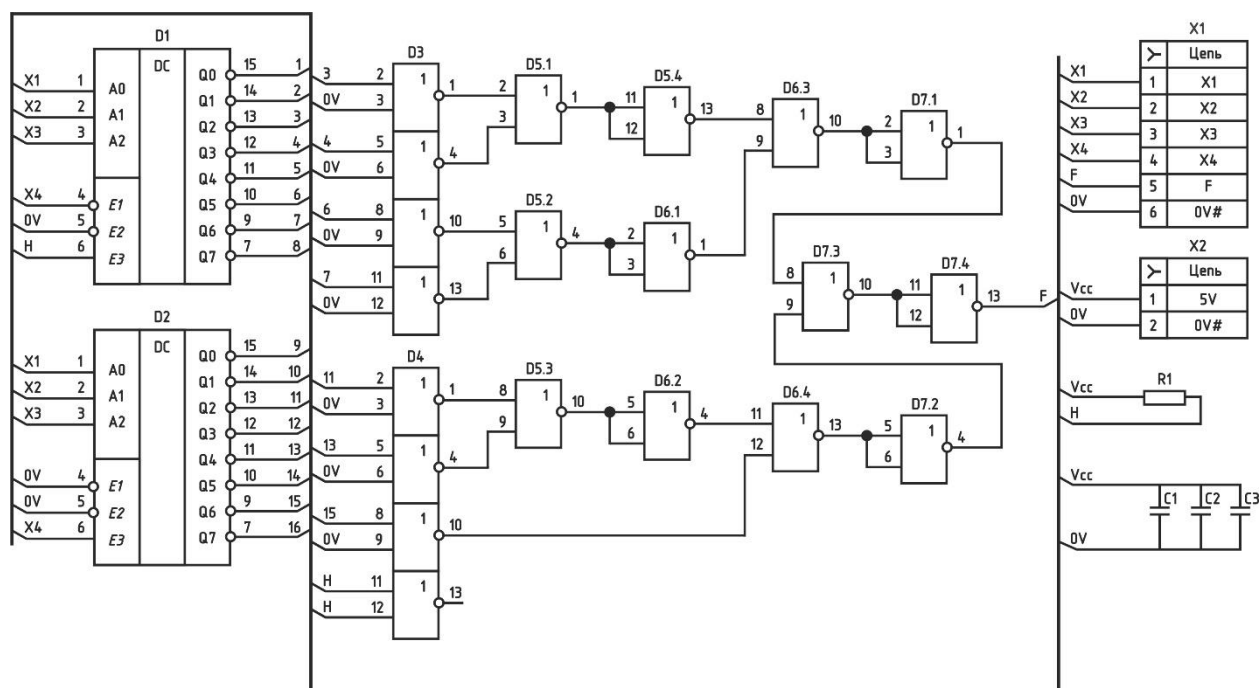 D1
DC
X1 1 A0
X2 2 A1
X3 3 A2
X4 4 E1
0V 5 E2
H 6 E3
Q0 15 1
Q1 14 2
Q2 13 3
Q3 12 4
Q4 11 5
Q5 10 6
Q6 9 7
Q7 7 8
D2
DC
X1 1 A0
X2 2 A1
X3 3 A2
0V 4 E1
0V 5 E2
X4 6 E3
Q0 15 9
Q1 14 10
Q2 13 11
Q3 12 12
Q4 11 13
Q5 10 14
Q6 9 15
Q7 7 16
D3
3 2 1 1
0V 3
4 5 1 4
0V 6
6 8 1 10
0V 9
7 11 1 13
0V 12
D4
11 2 1 1
0V 3
13 5 1 4
0V 6
15 8 1 10
0V 9
H 11 1 13
H 12
D5.1
2 1 1
3
D5.4
11 1 13
12
D5.2
5 1 4
6
D6.1
2 1 1
3
D5.3
8 1 10
9
D6.2
5 1 4
6
D6.3
8 1 10
9
D7.1
2 1 1
3
D7.3
8 1 10
9
D7.4
11 1 13 F
12
D6.4
11 1 13
12
D7.2
5 1 4
6
X1
Цепь
X1 1 X1
X2 2 X2
X3 3 X3
X4 4 X4
F 5 F
0V 6 0V#
X2
Цепь
Vcc 1 5V
0V 2 0V#
Vcc R1
H
Vcc
C1 C2 C3
0V